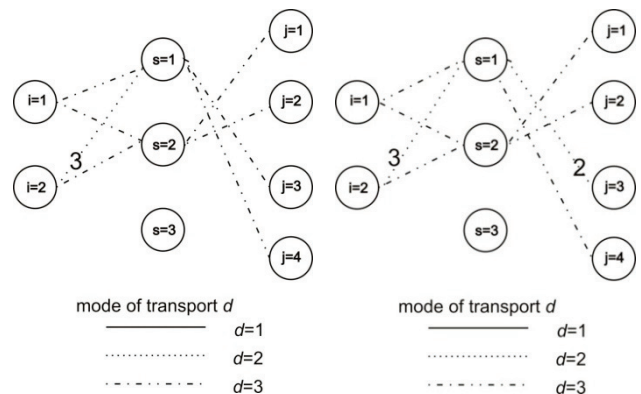 j=1
s=1
i=1
j=2
s=2
3
i=2
j=3
s=3
j=4
mode of transport d
d=1
d=2
d=3
j=1
s=1
i=1
j=2
s=2
3
2
i=2
j=3
s=3
j=4
mode of transport d
d=1
d=2
d=3